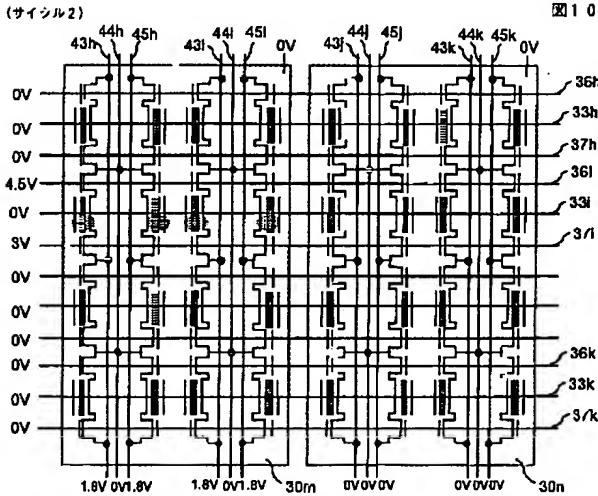 (サイシル2)
図10
43h 44h 45h 43i 44i 45i 0V 43j 44j 45j 43k 44k 45k 0V
0V 36h
0V 33h
0V 37h
4.5V 36i
0V 33i
3V 37i
0V
0V
0V
0V 36k
0V 33k
0V 37k
1.8V 0V 1.8V 1.8V 0V 1.8V 30m 0V 0V 0V 0V 0V 0V 30n